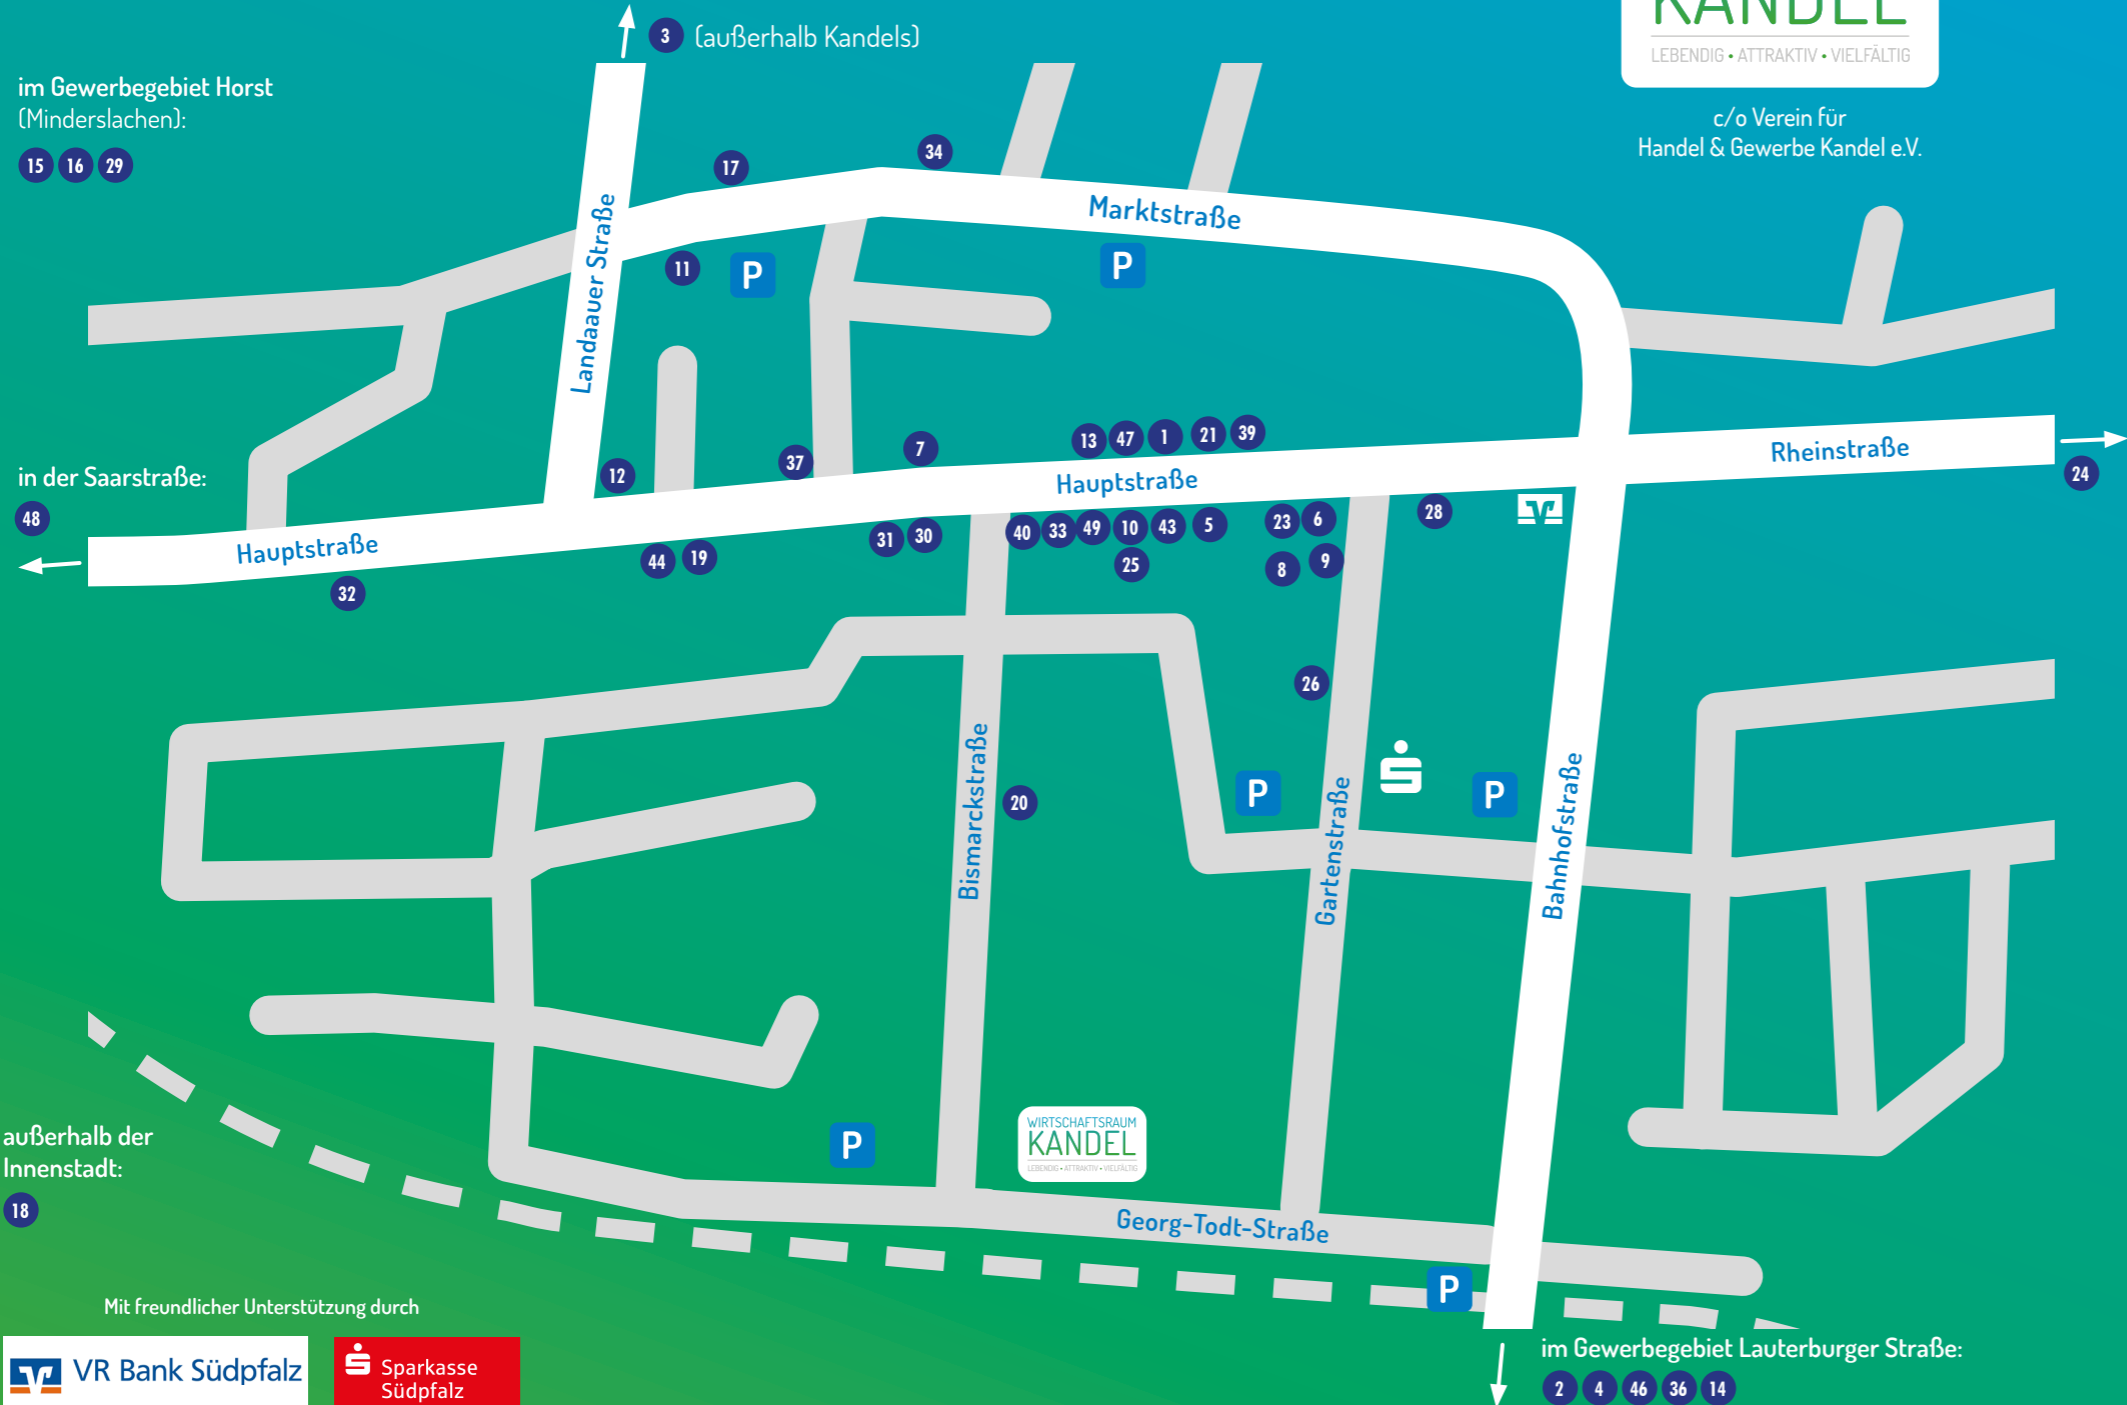 3 (außerhalb Kandels)
KANDEL
LEBENDIG • ATTRAKTIV • VIELFÄLTIG
c/o Verein für
Handel & Gewerbe Kandel e.V.
im Gewerbegebiet Horst
(Minderslachen):
15 16 29
17
34
Marktstraße
11
P
P
Landaauer Straße
12
37
7
13 47 1 21 39
Hauptstraße
Rheinstraße
24
in der Saarstraße:
48
Hauptstraße
32
44 19
31 30
40 33 49 10 43 5
25
23 6
8 9
28
26
Bismarckstraße
20
P
Gartenstraße
P
Bahnhofstraße
P
WIRTSCHAFTSRAUM
KANDEL
LEBENDIG • ATTRAKTIV • VIELFÄLTIG
außerhalb der
Innenstadt:
18
Georg-Todt-Straße
P
Mit freundlicher Unterstützung durch
VR Bank Südpfalz
Sparkasse
Südpfalz
im Gewerbegebiet Lauterburger Straße:
2 4 46 36 14